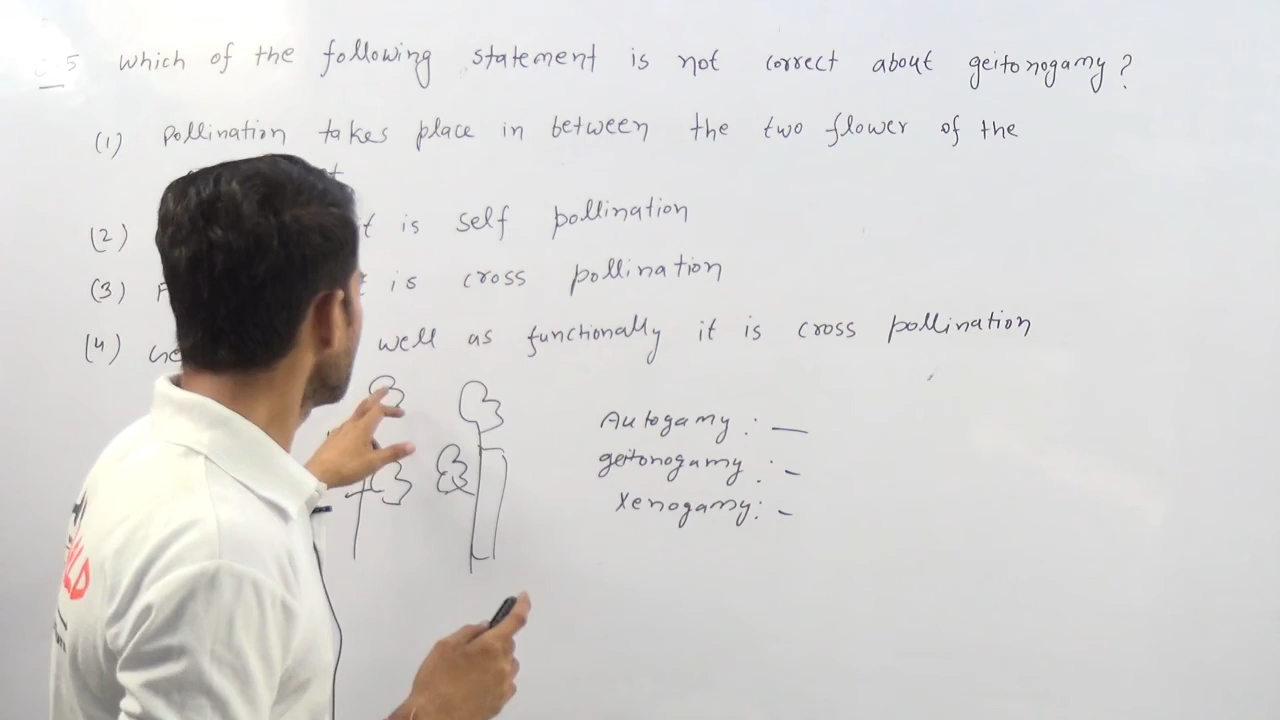 5 Which of the following statement is not correct about geitonogamy?
(1) pollination takes place in between the two flower of the
(2) it is self pollination
(3) is cross pollination
(4) well as functionally it is cross pollination
Autogamy : —
geitonogamy : -
Xenogamy : -